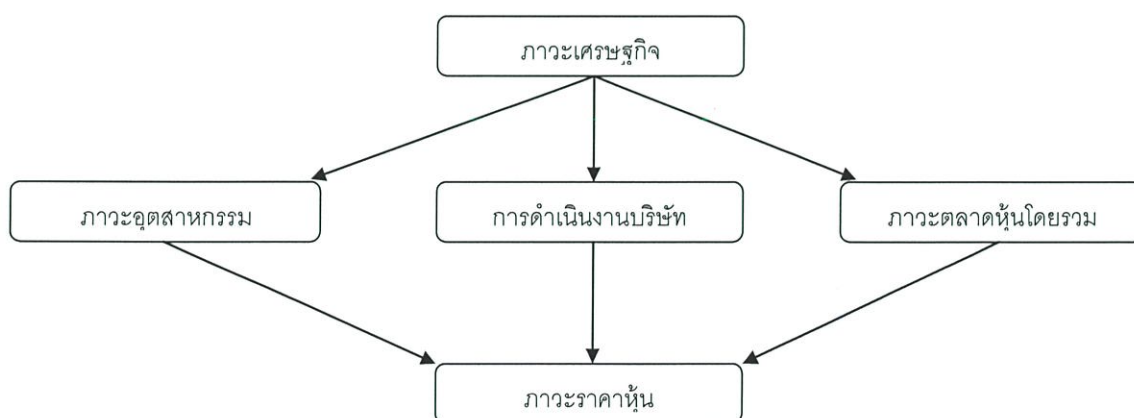 ภาวะเศรษฐกิจ
ภาวะอุตสาหกรรม
การดำเนินงานบริษัท
ภาวะตลาดหุ้นโดยรวม
ภาวะราคาหุ้น